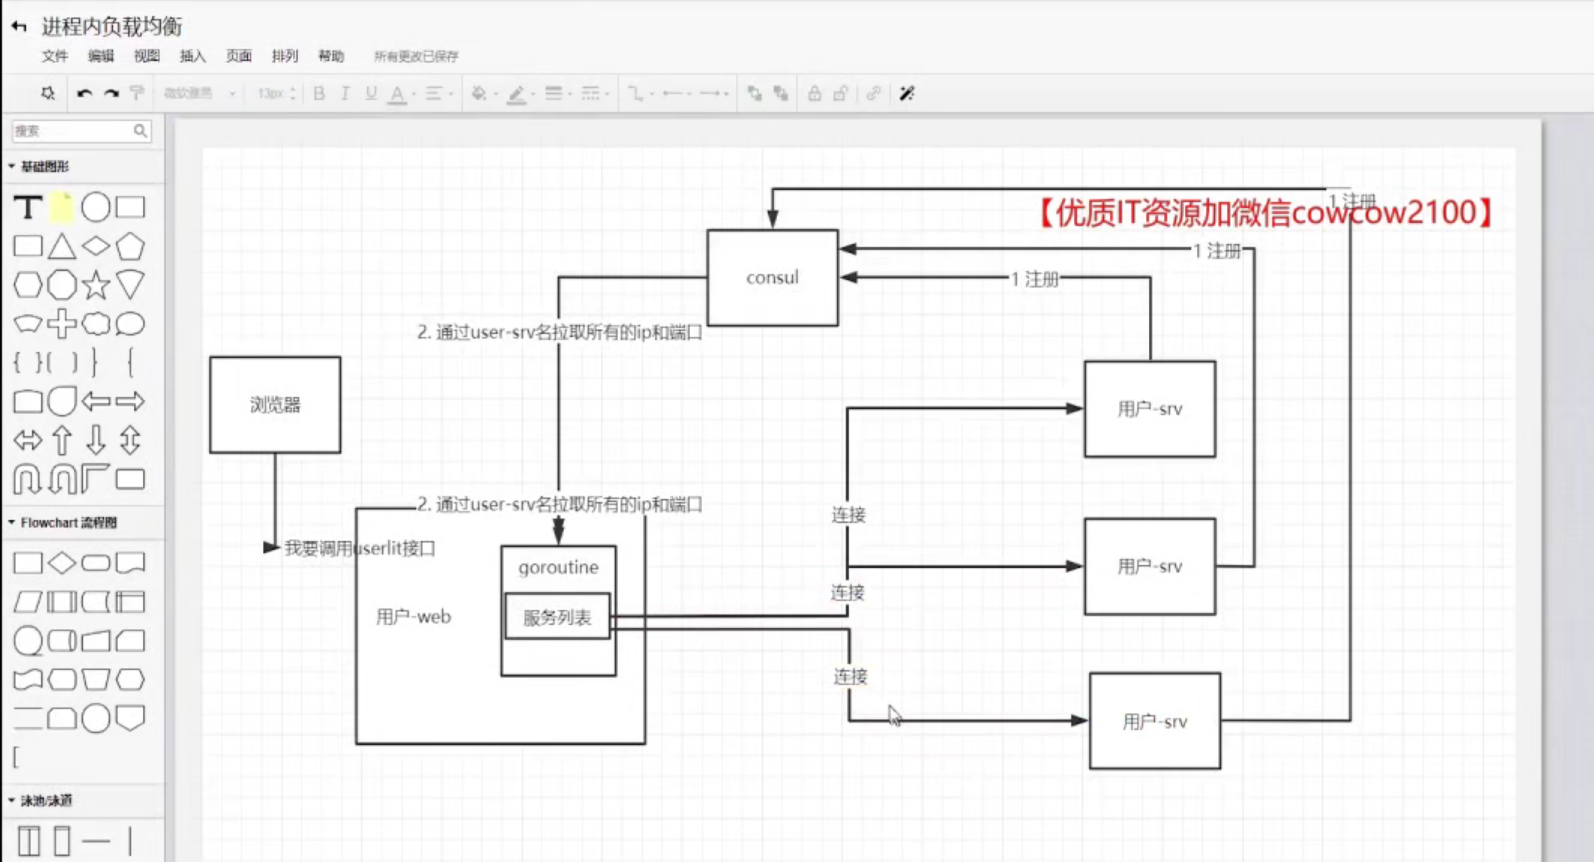 进程内负载均衡
文件 编辑 视图 插入 页面 排列 帮助 所有更改已保存
微软雅黑 13px B I U A
搜索
基础图形
T
1 注册
【优质IT资源加微信cowcow2100】
1 注册
consul
1 注册
2. 通过user-srv名拉取所有的ip和端口
浏览器
用户-srv
2. 通过user-srv名拉取所有的ip和端口
连接
Flowchart 流程图
我要调用userlit接口
goroutine
用户-srv
连接
用户-web
服务列表
连接
用户-srv
泳池/泳道